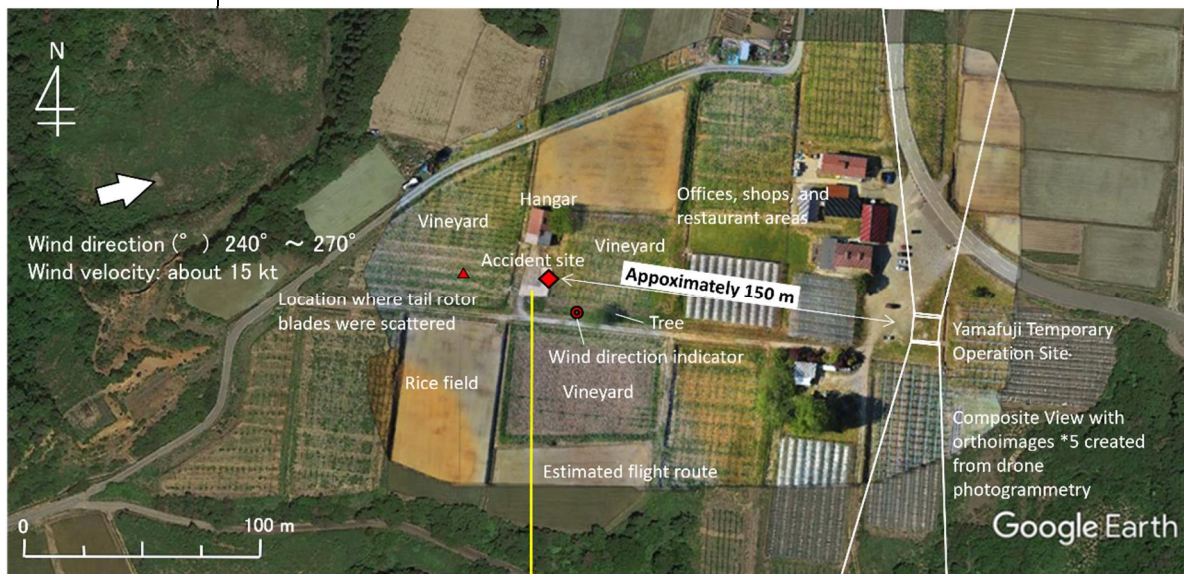 N
Wind direction (°) 240° ～ 270°
Wind velocity: about 15 kt
Vineyard
Hangar
Offices, shops, and
restaurant areas
Vineyard
Accident site
Appoximately 150 m
Location where tail rotor
blades were scattered
Tree
Yamafuji Temporary
Operation Site
Wind direction indicator
Rice field
Vineyard
Composite View with
orthoimages *5 created
from drone
photogrammetry
Estimated flight route
0
100 m
Google Earth